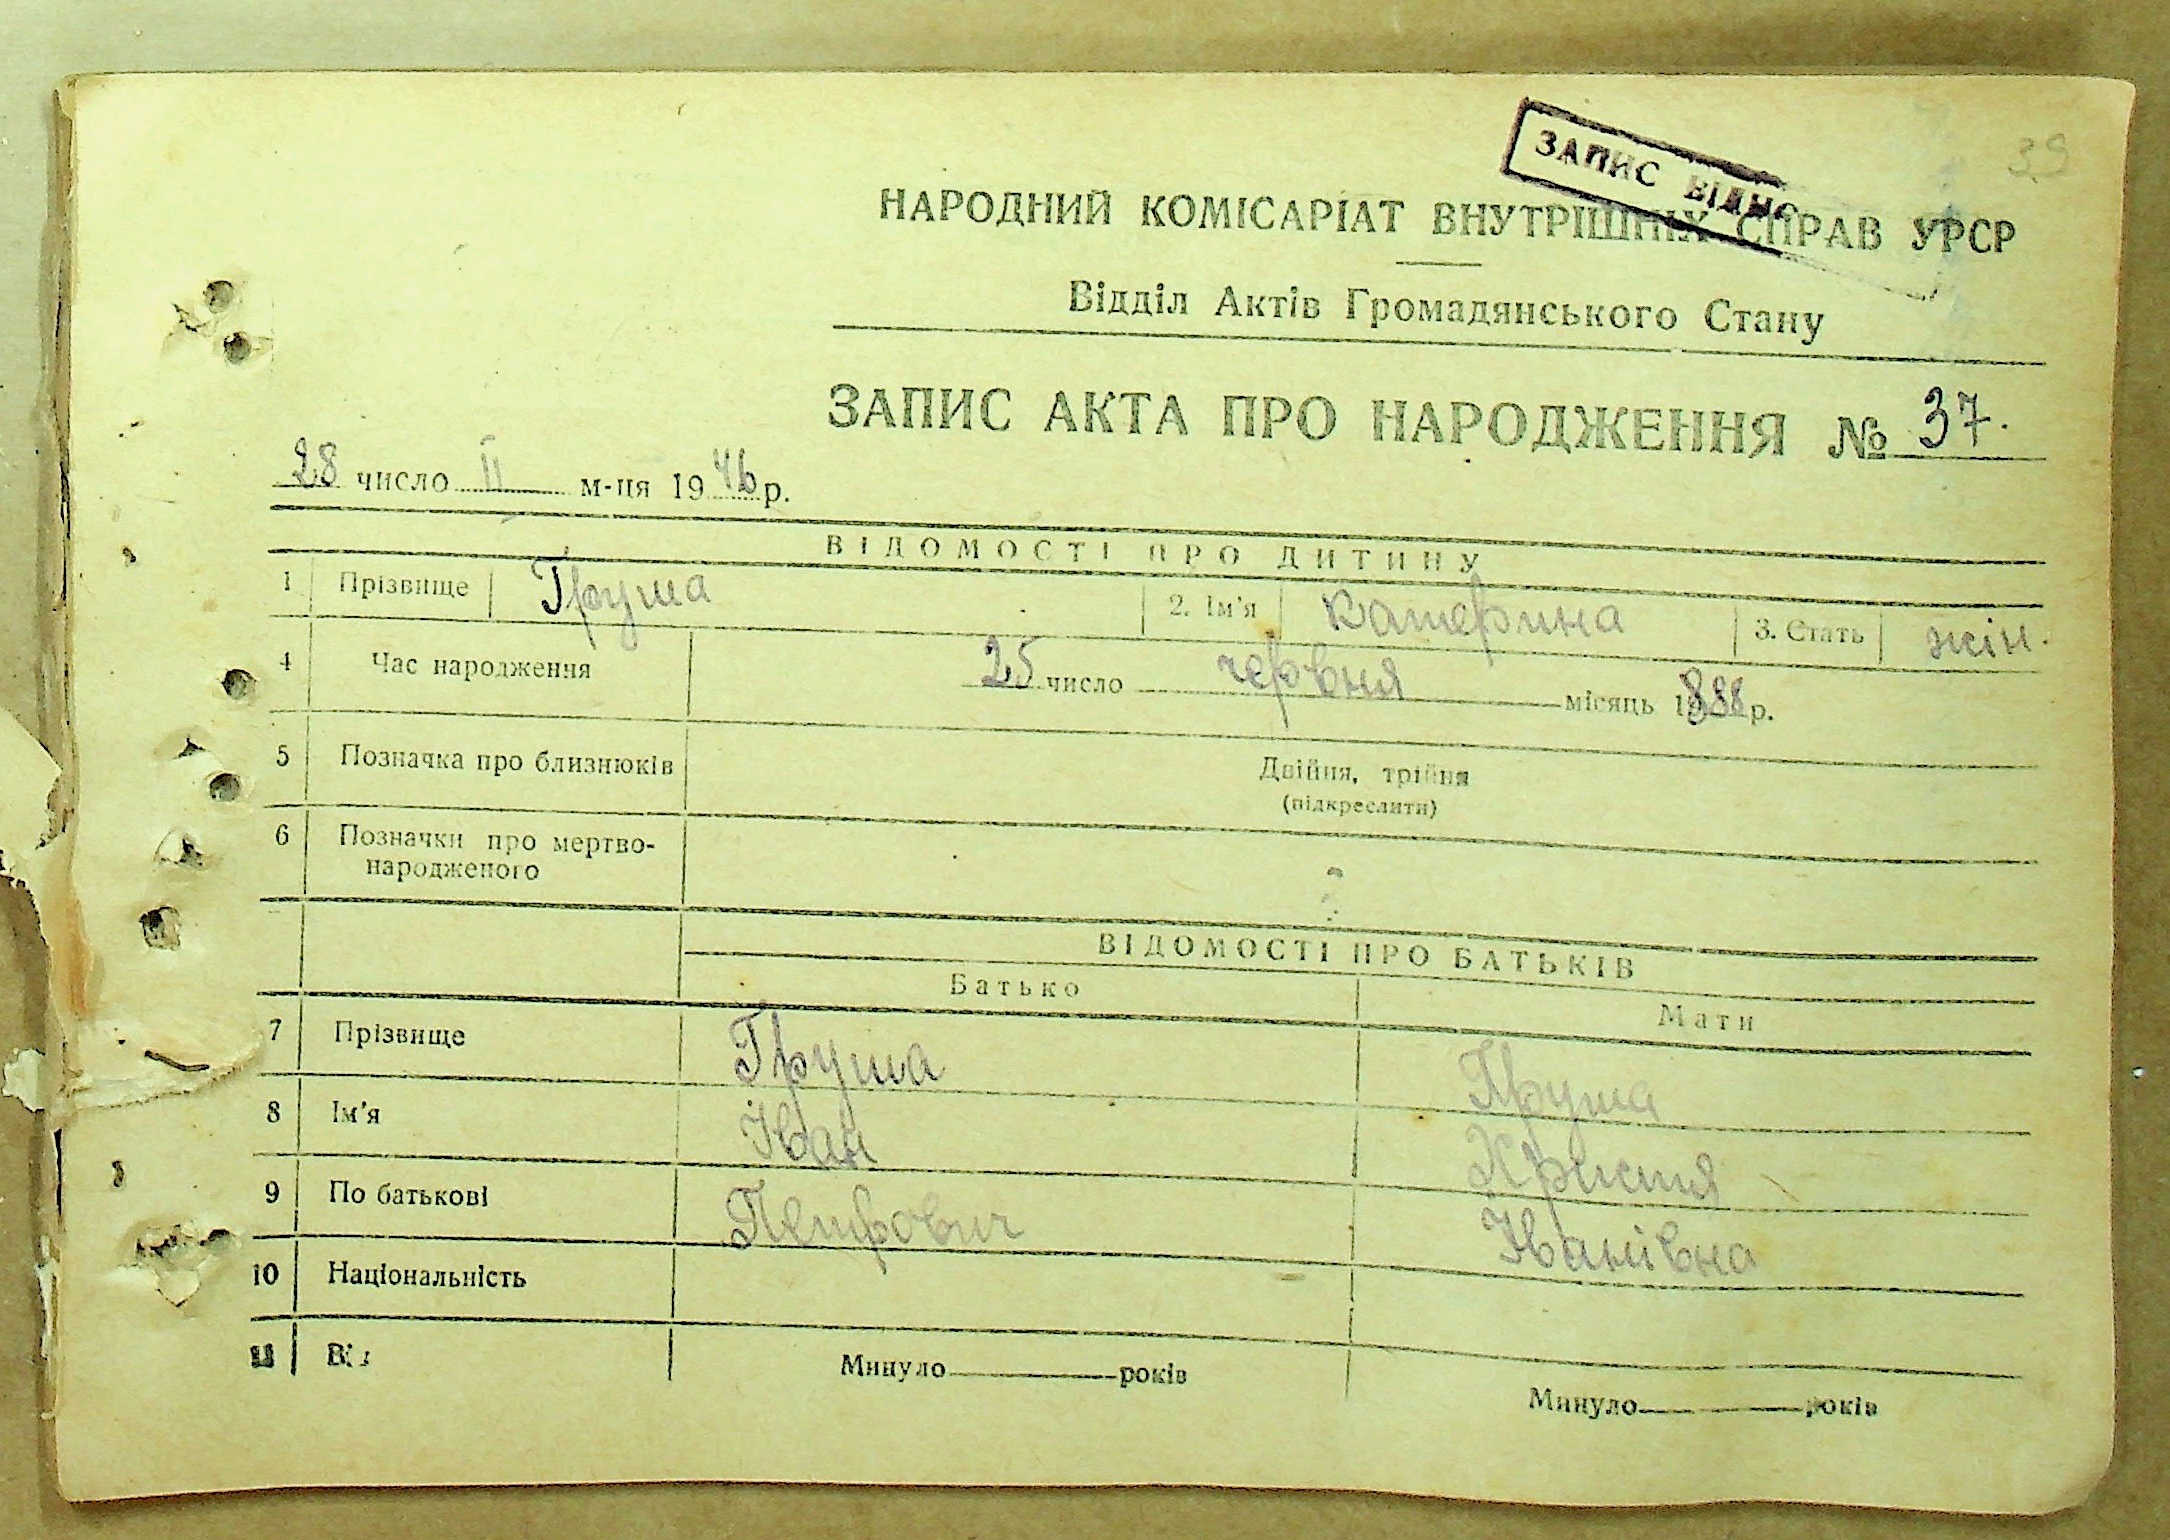 39
ЗАПИС ВІДНО
НАРОДНИЙ КОМІСАРІАТ ВНУТРІШНІХ СПРАВ УРСР
Відділ Актів Громадянського Стану
ЗАПИС АКТА ПРО НАРОДЖЕННЯ № 37.
28 число II м-ця 1946 р.
ВІДОМОСТІ ПРО ДИТИНУ
1 Прізвище Груша 2. Ім'я Катерина 3. Стать жін.
4 Час народження 25 число червня місяць 1888 р.
5 Позначка про близнюків Двійня, трійня
(підкреслити)
6 Позначки про мертво-
народженого
ВІДОМОСТІ ПРО БАТЬКІВ
Батько Мати
7 Прізвище Груша Груша
8 Ім'я Іван Христя
9 По батькові Петрович Іванівна
10 Національність
11 Минуло років Минуло років